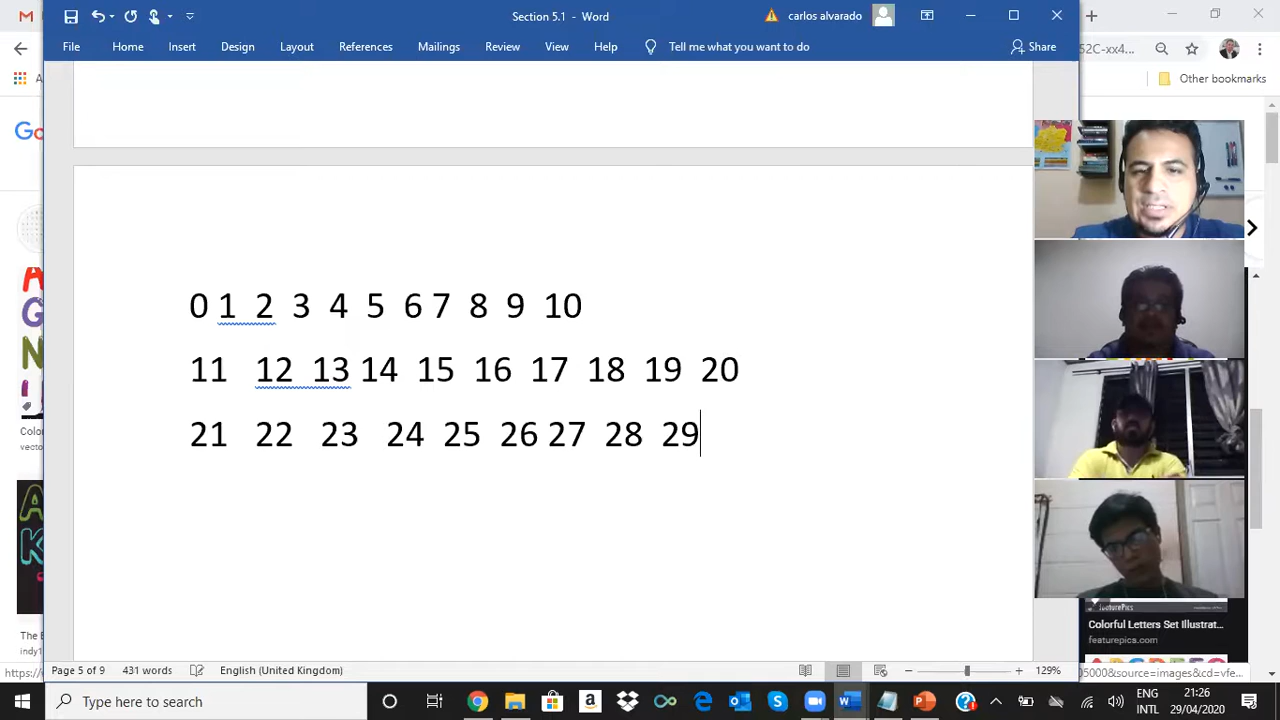 Section 5.1 - Word
carlos alvarado
File Home Insert Design Layout References Mailings Review View Help Tell me what you want to do Share
52C-xx4...
Other bookmarks
0 1 2 3 4 5 6 7 8 9 10
11 12 13 14 15 16 17 18 19 20
21 22 23 24 25 26 27 28 29
Colorful Letters Set Illustrat...
featurepics.com
Page 5 of 9 431 words English (United Kingdom) 129%
Type here to search
ENG 21:26
INTL 29/04/2020